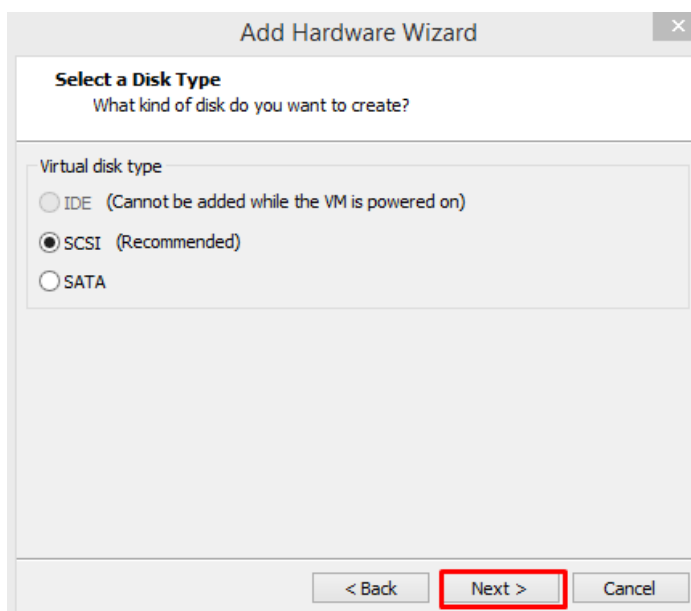 Add Hardware Wizard
Select a Disk Type
What kind of disk do you want to create?
Virtual disk type
IDE (Cannot be added while the VM is powered on)
SCSI (Recommended)
SATA
< Back Next > Cancel